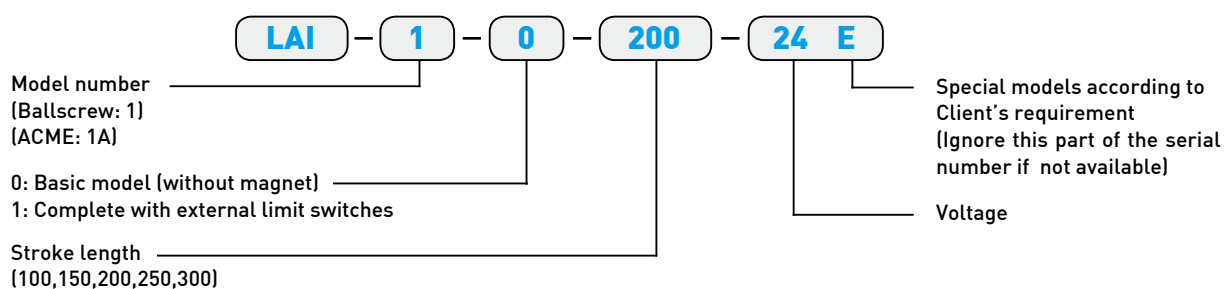 LAI – 1 – 0 – 200 – 24 E
Model number
(Ballscrew: 1)
(ACME: 1A)
0: Basic model (without magnet)
1: Complete with external limit switches
Stroke length
(100,150,200,250,300)
Special models according to
Client's requirement
(Ignore this part of the serial
number if not available)
Voltage